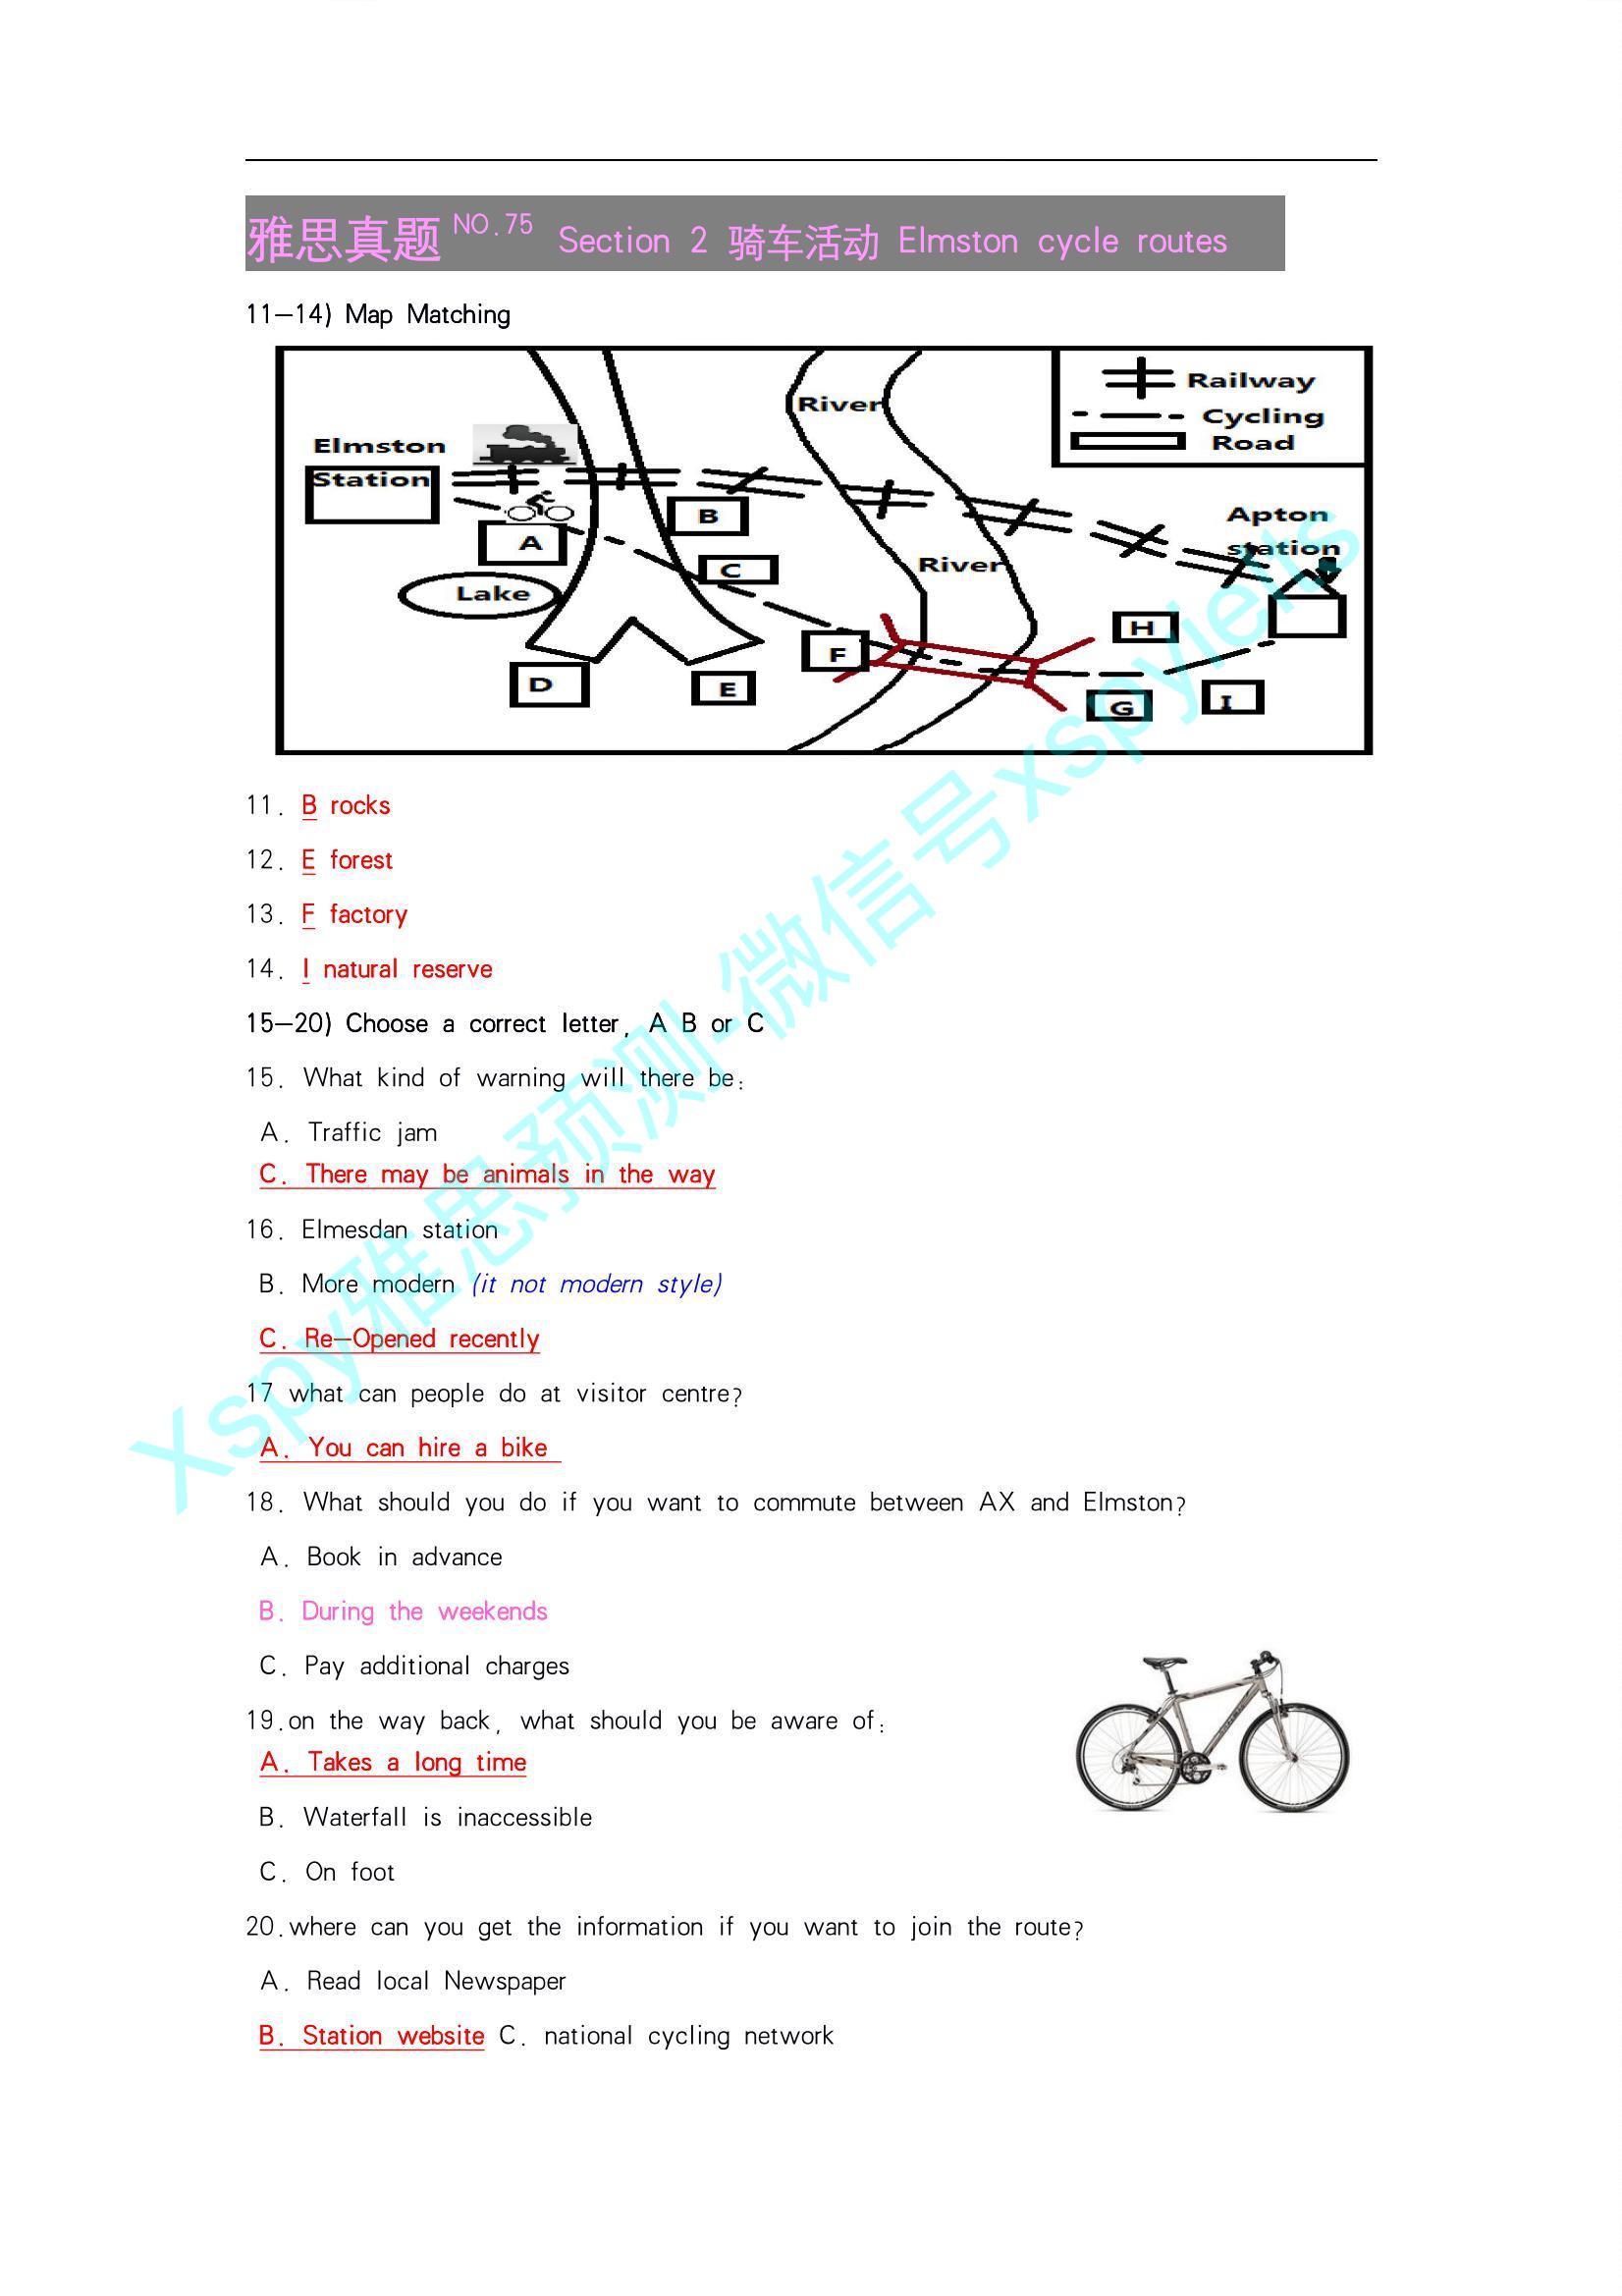 雅思真题 NO.75 Section 2 骑车活动 Elmston cycle routes
11-14) Map Matching
River
Railway
Cycling
Road
Elmston
Station
B
A
C
Lake
River
Apton
station
F
H
D
E
G
I
11. B rocks
12. E forest
13. F factory
14. I natural reserve
15-20) Choose a correct letter, A B or C
15. What kind of warning will there be:
A. Traffic jam
C. There may be animals in the way
16. Elmesdan station
B. More modern (it not modern style)
C. Re-Opened recently
17 what can people do at visitor centre?
A. You can hire a bike
18. What should you do if you want to commute between AX and Elmston?
A. Book in advance
B. During the weekends
C. Pay additional charges
19.on the way back, what should you be aware of:
A. Takes a long time
B. Waterfall is inaccessible
C. On foot
20.where can you get the information if you want to join the route?
A. Read local Newspaper
B. Station website C. national cycling network
Xspy雅思预测-微信号xspyielts